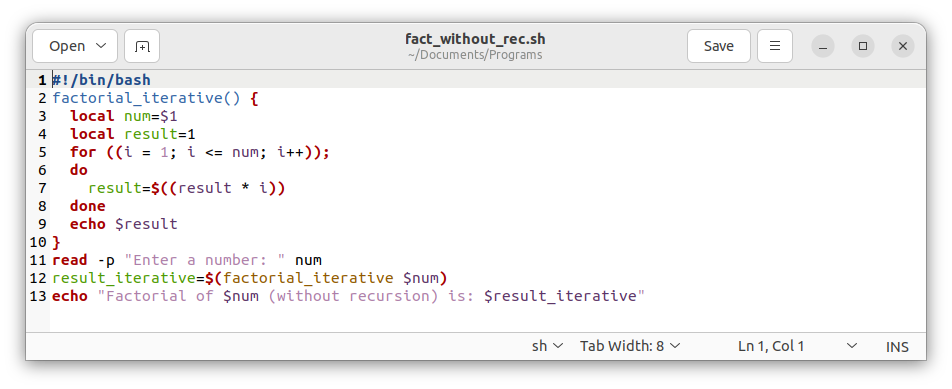 Open
fact_without_rec.sh
~/Documents/Programs
Save
1 #!/bin/bash
2 factorial_iterative() {
3   local num=$1
4   local result=1
5   for ((i = 1; i <= num; i++));
6   do
7     result=$((result * i))
8   done
9   echo $result
10 }
11 read -p "Enter a number: " num
12 result_iterative=$(factorial_iterative $num)
13 echo "Factorial of $num (without recursion) is: $result_iterative"
sh Tab Width: 8 Ln 1, Col 1 INS